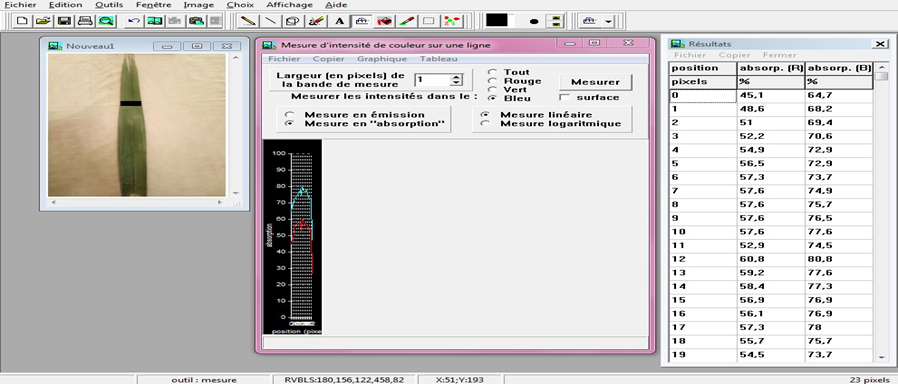 Fichier Edition Outils Fenêtre Image Choix Affichage Aide
Nouveau1
Mesure d'intensité de couleur sur une ligne
Fichier Copier Graphique Tableau
Largeur (en pixels) de
la bande de mesure
1
Mesurer les intensités dans le :
Tout
Rouge
Vert
Bleu
Mesurer
surface
Mesure en émission
Mesure en "absorption"
Mesure linéaire
Mesure logaritmique
100
90
80
70
60
50
40
30
20
10
0
absorption
position (pixe
Résultats
Fichier Copier Fermer
position absorp. (R) absorp. (B)
pixels % %
0 45,1 64,7
1 48,6 68,2
2 51 69,4
3 52,2 70,6
4 54,9 72,9
5 56,5 72,9
6 57,3 73,7
7 57,6 74,9
8 57,6 75,7
9 57,6 76,5
10 57,6 77,6
11 52,9 74,5
12 60,8 80,8
13 59,2 77,6
14 58,4 77,3
15 56,9 76,9
16 56,1 76,9
17 57,3 78
18 55,7 75,7
19 54,5 73,7
outil : mesure
RVBLS:180,156,122,458,82
X:51;Y:193
23 pixels